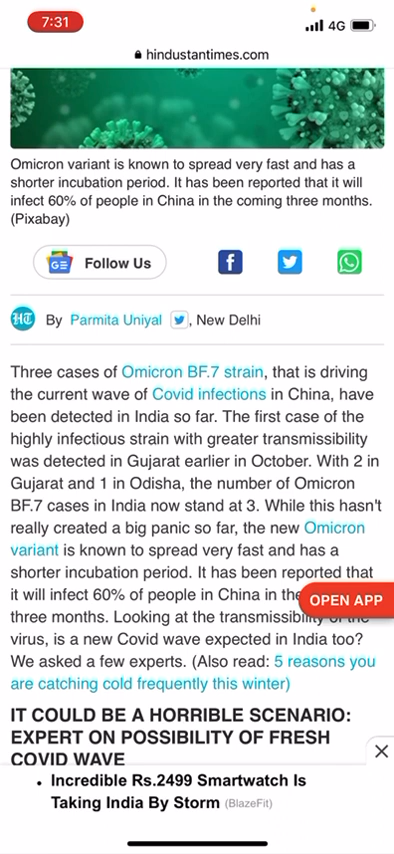 7:31
4G
hindustantimes.com
Omicron variant is known to spread very fast and has a
shorter incubation period. It has been reported that it will
infect 60% of people in China in the coming three months.
(Pixabay)
GE Follow Us
HT By Parmita Uniyal , New Delhi
Three cases of Omicron BF.7 strain, that is driving
the current wave of Covid infections in China, have
been detected in India so far. The first case of the
highly infectious strain with greater transmissibility
was detected in Gujarat earlier in October. With 2 in
Gujarat and 1 in Odisha, the number of Omicron
BF.7 cases in India now stand at 3. While this hasn't
really created a big panic so far, the new Omicron
variant is known to spread very fast and has a
shorter incubation period. It has been reported that
it will infect 60% of people in China in the
OPEN APP
three months. Looking at the transmissibility of the
virus, is a new Covid wave expected in India too?
We asked a few experts. (Also read: 5 reasons you
are catching cold frequently this winter)
IT COULD BE A HORRIBLE SCENARIO:
EXPERT ON POSSIBILITY OF FRESH
COVID WAVE
• Incredible Rs.2499 Smartwatch Is
Taking India By Storm (BlazeFit)